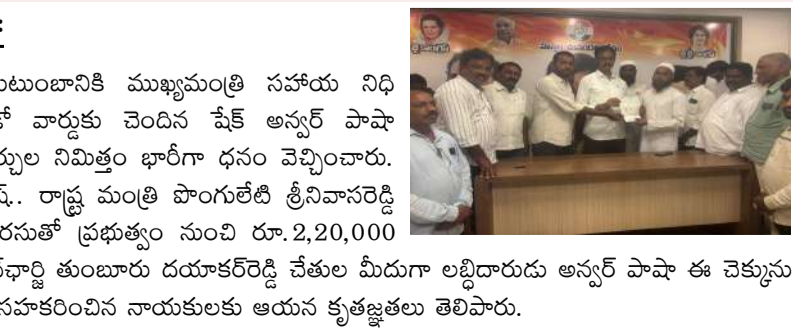 ముఖ్యమంత్రి సహాయ నిధి
వార్డుకు చెందిన షేక్ అన్వర్ పాషా
నిమిత్తం భారీగా ధనం వెచ్చించారు.
రాష్ట్ర మంత్రి పొంగులేటి శ్రీనివాసరెడ్డి
ప్రభుత్వం నుంచి రూ.2,20,000
తుంబూరు దయాకర్‌రెడ్డి చేతుల మీదుగా లబ్ధిదారుడు అన్వర్ పాషా ఈ చెక్కును
సహకరించిన నాయకులకు ఆయన కృతజ్ఞతలు తెలిపారు.